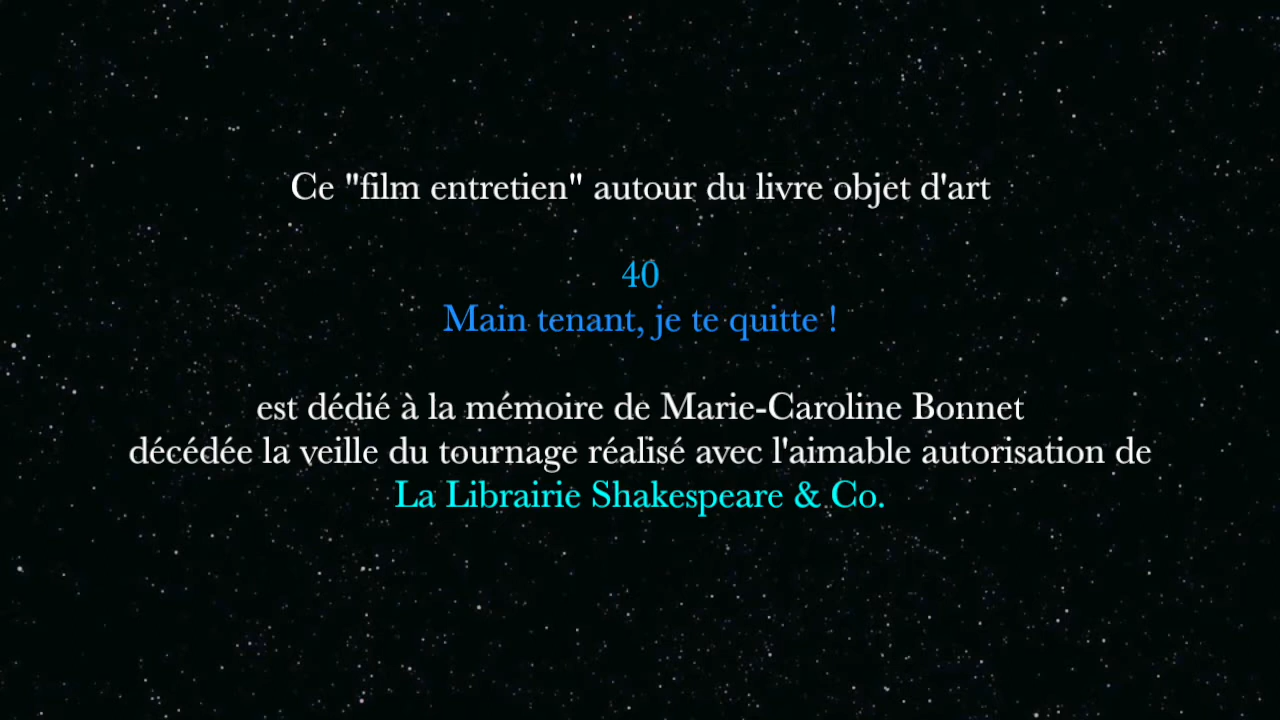 Ce "film entretien" autour du livre objet d'art
40
Main tenant, je te quitte !
est dédié à la mémoire de Marie-Caroline Bonnet
décédée la veille du tournage réalisé avec l'aimable autorisation de
La Librairie Shakespeare & Co.